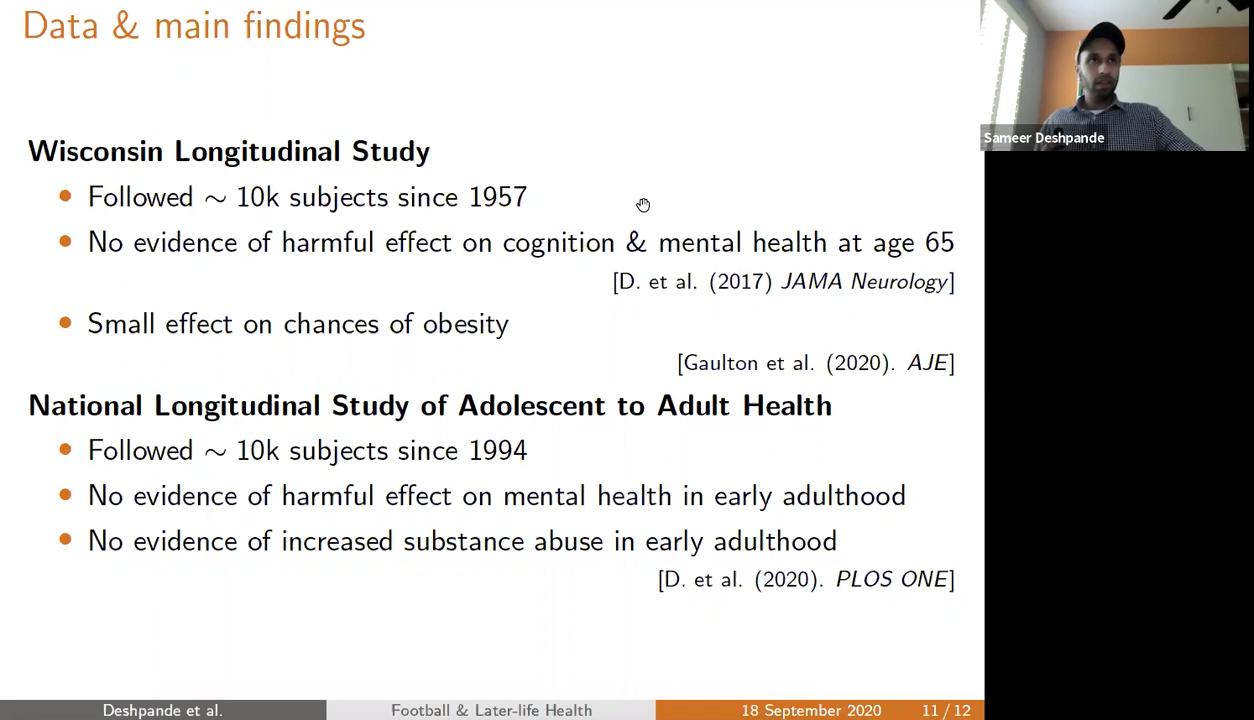 Data & main findings
Sameer Deshpande
Wisconsin Longitudinal Study
• Followed ∼ 10k subjects since 1957
• No evidence of harmful effect on cognition & mental health at age 65
[D. et al. (2017) JAMA Neurology]
• Small effect on chances of obesity
[Gaulton et al. (2020). AJE]
National Longitudinal Study of Adolescent to Adult Health
• Followed ∼ 10k subjects since 1994
• No evidence of harmful effect on mental health in early adulthood
• No evidence of increased substance abuse in early adulthood
[D. et al. (2020). PLOS ONE]
Deshpande et al. Football & Later-life Health 18 September 2020 11 / 12